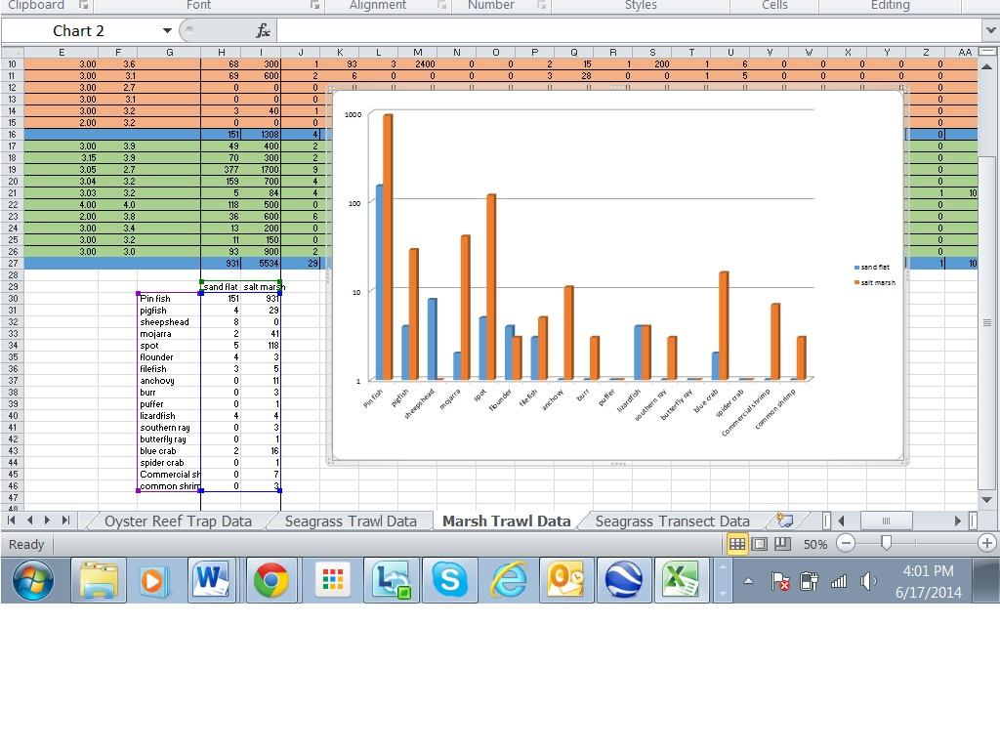 Clipboard Font Alignment Number Styles Cells Editing
Chart 2 fx
E F G H I J K L M N O P Q R S T U V W X Y Z AA
10 3.00 3.6 68 300 1 93 3 2400 0 0 2 15 1 200 1 6 0 0 0 0 0
11 3.00 3.1 69 600 2 6 0 0 0 3 28 0 0 1 5 0 0 0 0 0
12 3.00 2.7 0 0 0 0
13 3.00 3.1 0 0 0 0
14 3.00 3.2 3 40 1 0
15 2.00 3.2 0 0 0 0
16 151 1308 4 0
17 3.00 3.9 49 400 2 0
18 3.15 3.9 70 300 2 0
19 3.05 2.7 377 1700 9 0
20 3.04 3.2 159 700 4 0
21 3.03 3.2 5 84 4 1 10
22 4.00 4.0 118 500 0 0
23 2.00 3.8 36 600 6 0
24 3.00 3.4 13 200 0 0
25 3.00 3.2 11 150 0 0
26 3.00 3.0 93 900 2 0
27 931 5534 29 1 10
28
29 sand flat salt marsh
30 Pin fish 151 931
31 pigfish 4 29
32 sheepshead 8 0
33 mojarra 2 41
34 spot 5 118
35 flounder 4 3
36 filefish 3 5
37 anchovy 0 11
38 burr 0 3
39 puffer 0 1
40 lizardfish 4 4
41 southern ray 0 3
42 butterfly ray 0 1
43 blue crab 2 16
44 spider crab 0 1
45 Commercial sh 0 7
46 common shrim 0 3
47
48
1000
100
10
1
Pin fish pigfish sheepshead mojarra spot flounder filefish anchovy burr puffer lizardfish southern ray butterfly ray blue crab spider crab Commercial shrimp common shrimp
sand flat
salt marsh
Oyster Reef Trap Data Seagrass Trawl Data Marsh Trawl Data Seagrass Transect Data
Ready 50%
4:01 PM
6/17/2014